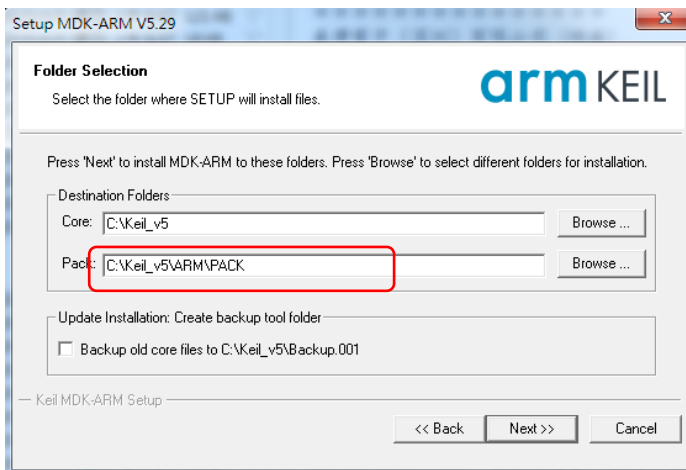 Setup MDK-ARM V5.29
Folder Selection
Select the folder where SETUP will install files.
arm KEIL
Press 'Next' to install MDK-ARM to these folders. Press 'Browse' to select different folders for installation.
Destination Folders
Core: C:\Keil_v5 Browse ...
Pack: C:\Keil_v5\ARM\PACK Browse ...
Update Installation: Create backup tool folder
Backup old core files to C:\Keil_v5\Backup.001
Keil MDK-ARM Setup
<< Back Next >> Cancel